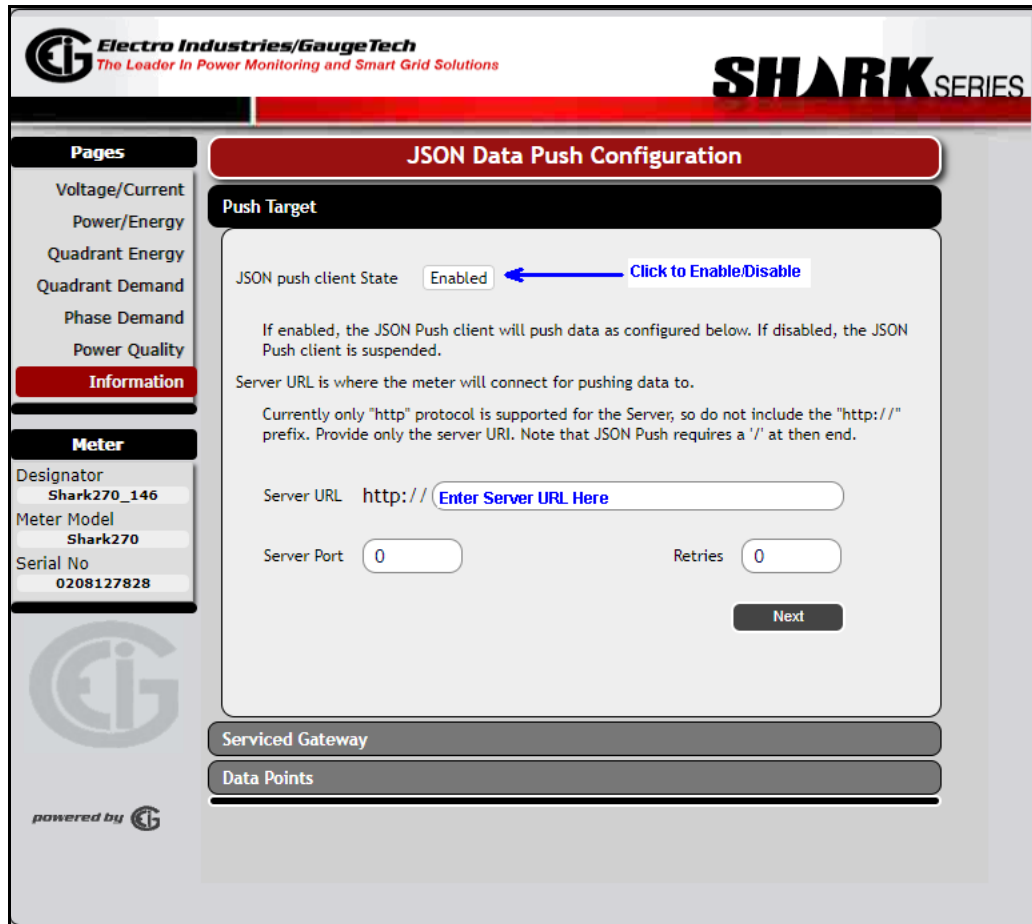 Electro Industries/GaugeTech
The Leader In Power Monitoring and Smart Grid Solutions
SHARK SERIES
Pages
Voltage/Current
Power/Energy
Quadrant Energy
Quadrant Demand
Phase Demand
Power Quality
Information
Meter
Designator
Shark270_146
Meter Model
Shark270
Serial No
0208127828
EIG
powered by EIG
JSON Data Push Configuration
Push Target
JSON push client State Enabled Click to Enable/Disable
If enabled, the JSON Push client will push data as configured below. If disabled, the JSON
Push client is suspended.
Server URL is where the meter will connect for pushing data to.
Currently only "http" protocol is supported for the Server, so do not include the "http://"
prefix. Provide only the server URI. Note that JSON Push requires a '/' at then end.
Server URL http:// Enter Server URL Here
Server Port 0 Retries 0
Next
Serviced Gateway
Data Points